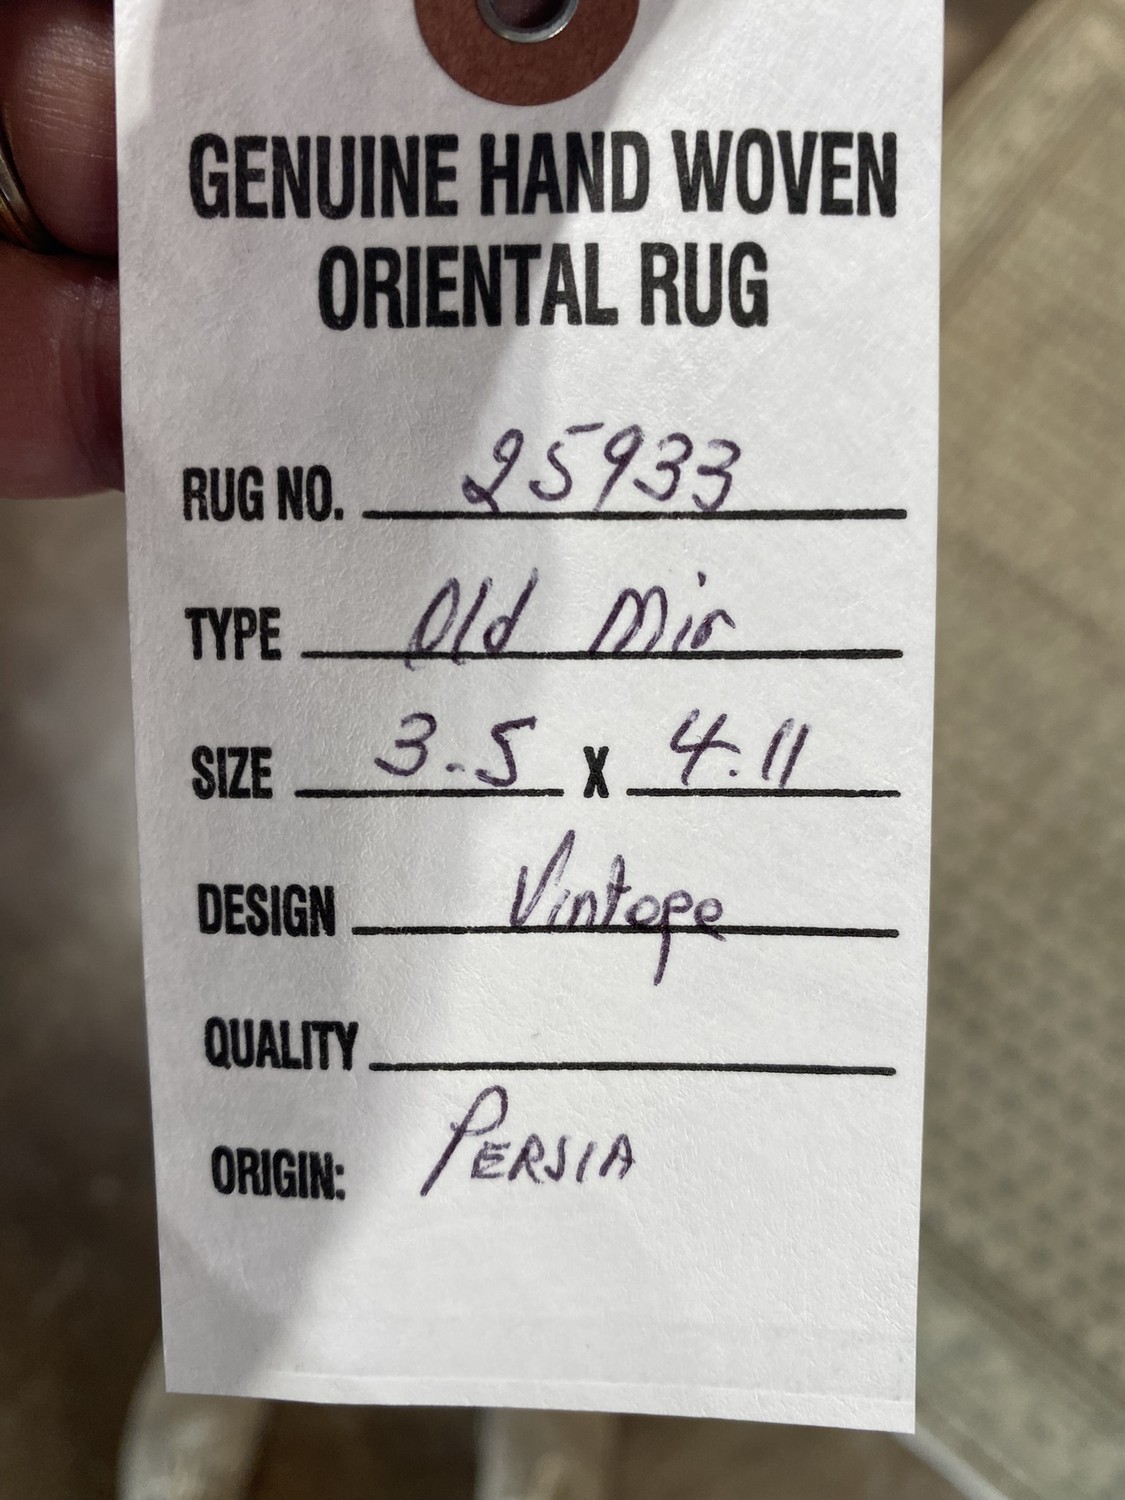 GENUINE HAND WOVEN
ORIENTAL RUG
RUG NO. 25933
TYPE Old Mir
SIZE 3.5 X 4.11
DESIGN Vintage
QUALITY
ORIGIN: PERSIA